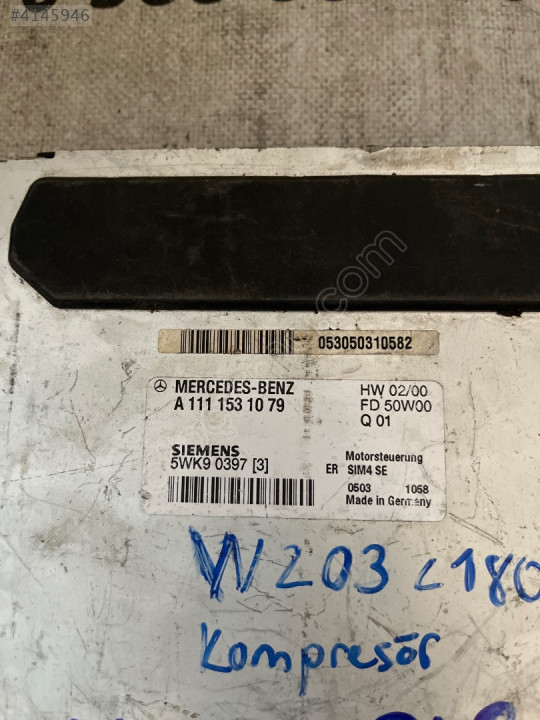 #4145946
053050310582
MERCEDES-BENZ
A 111 153 10 79
HW 02/00
FD 50W00
Q 01
SIEMENS
5WK9 0397 [3]
Motorsteuerung
ER SIM4 SE
0503 1058
Made in Germany
W203 C180
Kompresör